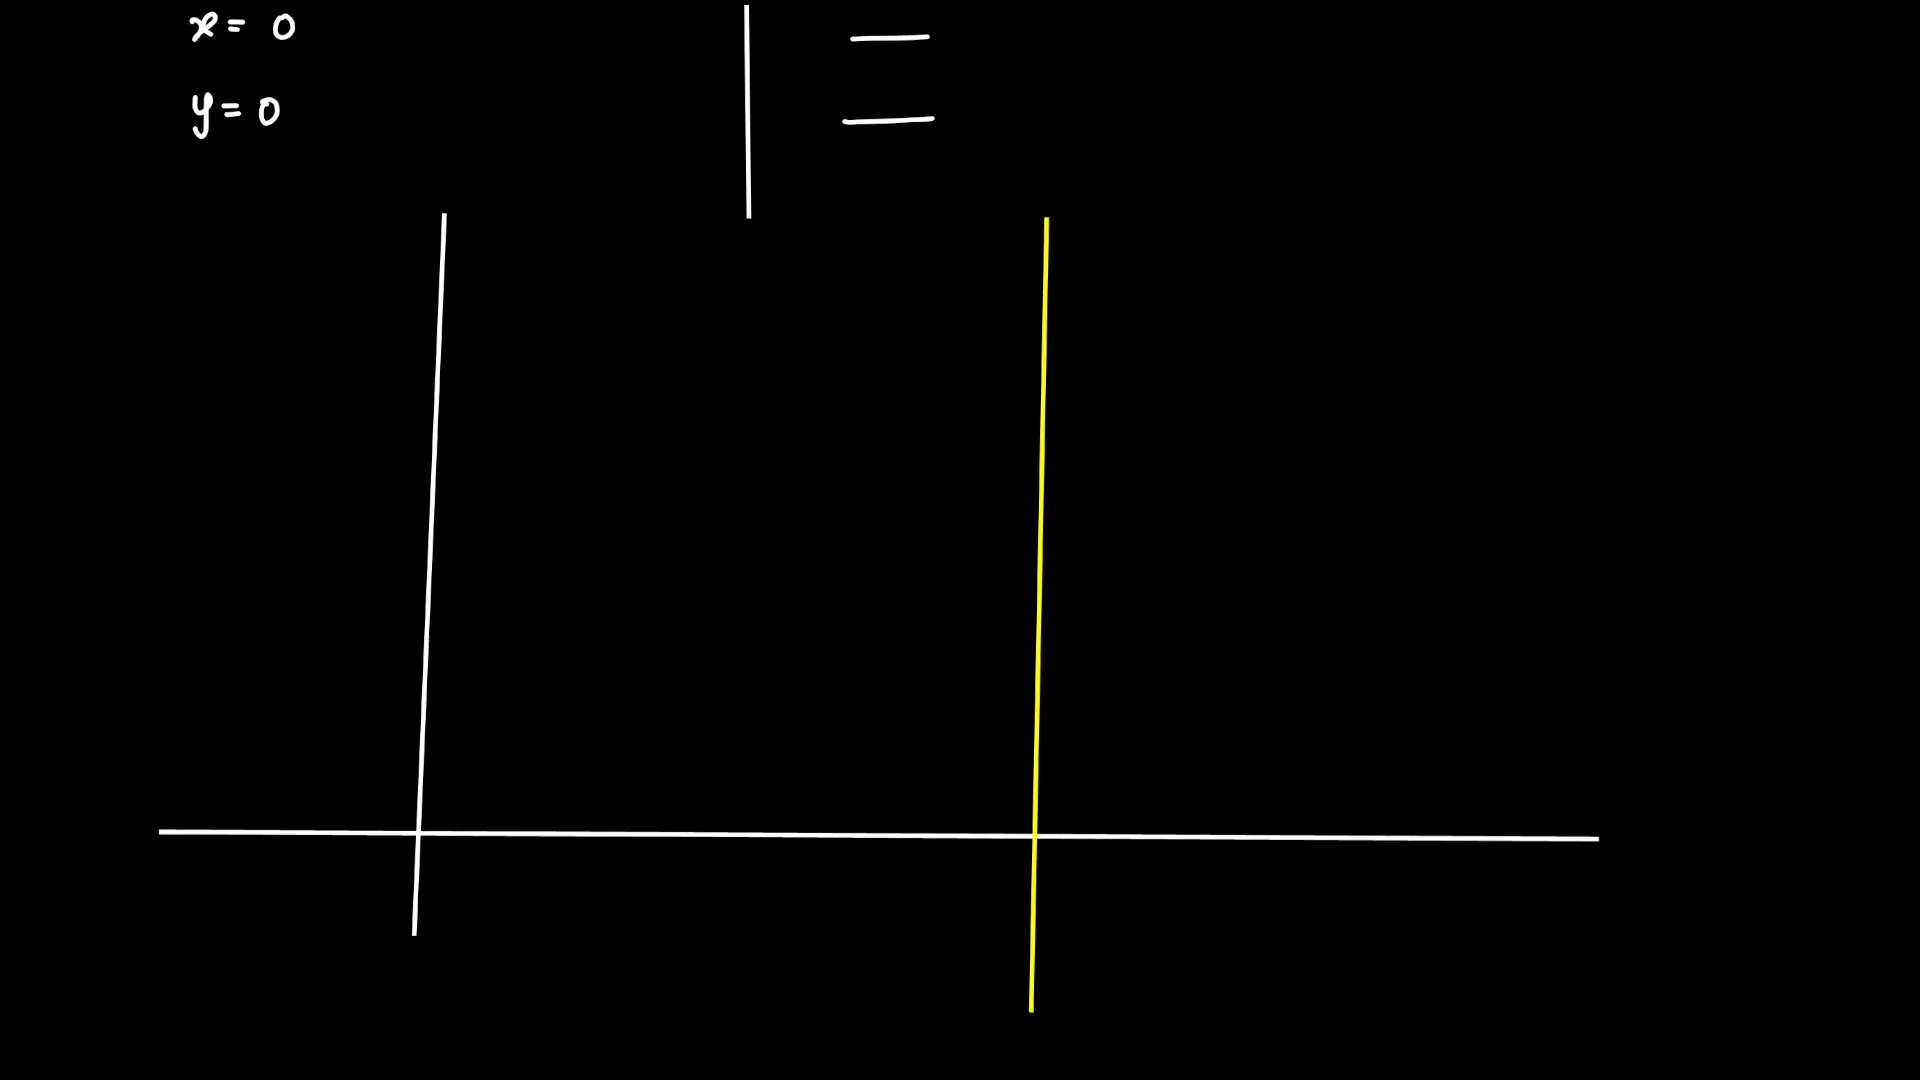 x = 0
y = 0